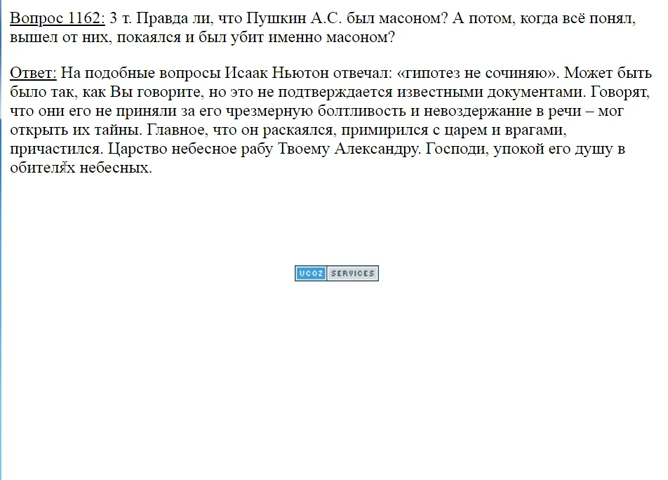 Вопрос 1162: 3 т. Правда ли, что Пушкин А.С. был масоном? А потом, когда всё понял,
вышел от них, покаялся и был убит именно масоном?
Ответ: На подобные вопросы Исаак Ньютон отвечал: «гипотез не сочиняю». Может быть
было так, как Вы говорите, но это не подтверждается известными документами. Говорят,
что они его не приняли за его чрезмерную болтливость и невоздержание в речи – мог
открыть их тайны. Главное, что он раскаялся, примирился с царем и врагами,
причастился. Царство небесное рабу Твоему Александру. Господи, упокой его душу в
обителях небесных.
UCOZ SERVICES